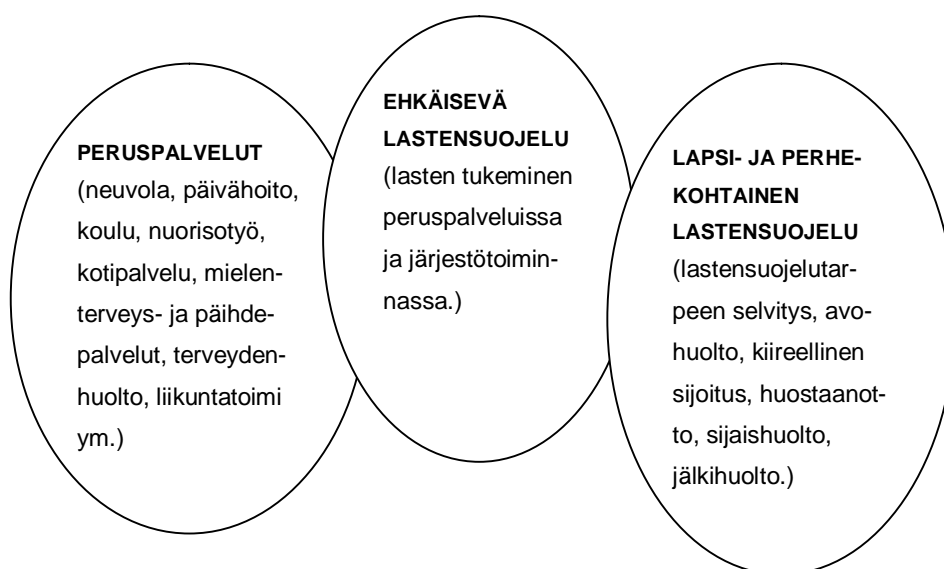 PERUSPALVELUT
(neuvola, päivähoito,
koulu, nuorisotyö,
kotipalvelu, mielen-
terveys- ja päihde-
palvelut, terveyden-
huolto, liikuntatoimi
ym.)
EHKÄISEVÄ
LASTENSUOJELU
(lasten tukeminen
peruspalveluissa
ja järjestötoimin-
nassa.)
LAPSI- JA PERHE-
KOHTAINEN
LASTENSUOJELU
(lastensuojelutar-
peen selvitys, avo-
huolto, kiireellinen
sijoitus, huostaanot-
to, sijaishuolto,
jälkihuolto.)